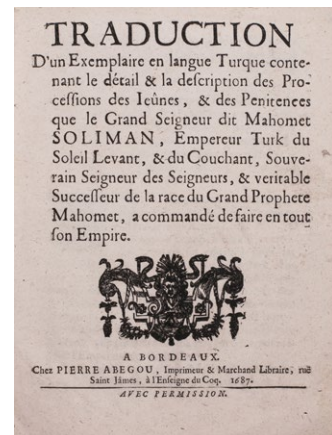 TRADUCTION
D'un Exemplaire en langue Turque conte-
nant le détail & la deſcription des Pro-
ceſſions des Ieûnes, & des Penitences
que le Grand Seigneur dit Mahomet
SOLIMAN, Empereur Turk du
Soleil Levant, & du Couchant, Souve-
rain Seigneur des Seigneurs, & veritable
Succeſſeur de la race du Grand Prophete
Mahomet, a commandé de faire en tout
ſon Empire.
A BORDEAUX.
Chez PIERRE ABEGOU, Imprimeur & Marchand Libraire, ruë
Saint Jâmes, à l'Enſeigne du Coq. 1687.
AVEC PERMISSION.